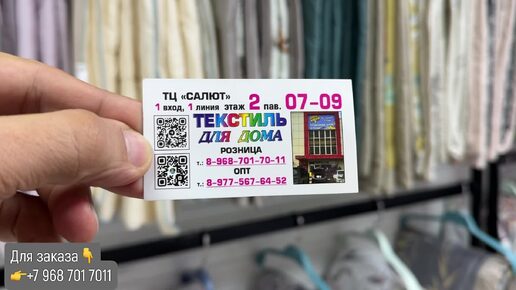 ТЦ «САЛЮТ»
1 вход, 1 линия этаж 2 пав. 07-09
ТЕКСТИЛЬ
ДЛЯ ДОМА
РОЗНИЦА
т.: 8-968-701-70-11
ОПТ
т.: 8-977-567-64-52
Для заказа 👇
👉+7 968 701 7011